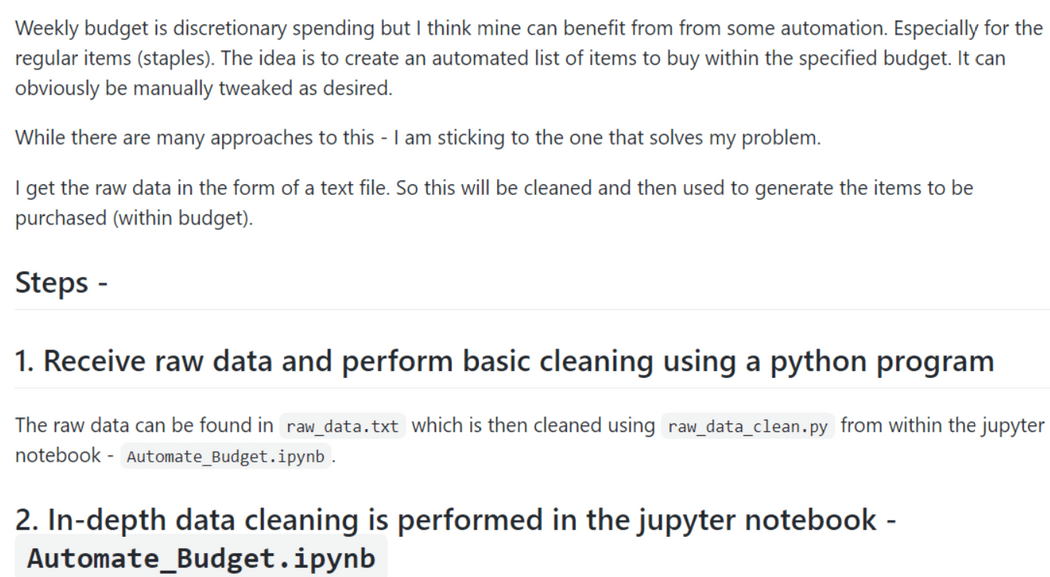 Weekly budget is discretionary spending but I think mine can benefit from from some automation. Especially for the
regular items (staples). The idea is to create an automated list of items to buy within the specified budget. It can
obviously be manually tweaked as desired.
While there are many approaches to this - I am sticking to the one that solves my problem.
I get the raw data in the form of a text file. So this will be cleaned and then used to generate the items to be
purchased (within budget).
Steps -
1. Receive raw data and perform basic cleaning using a python program
The raw data can be found in raw_data.txt which is then cleaned using raw_data_clean.py from within the jupyter
notebook - Automate_Budget.ipynb .
2. In-depth data cleaning is performed in the jupyter notebook -
Automate_Budget.ipynb